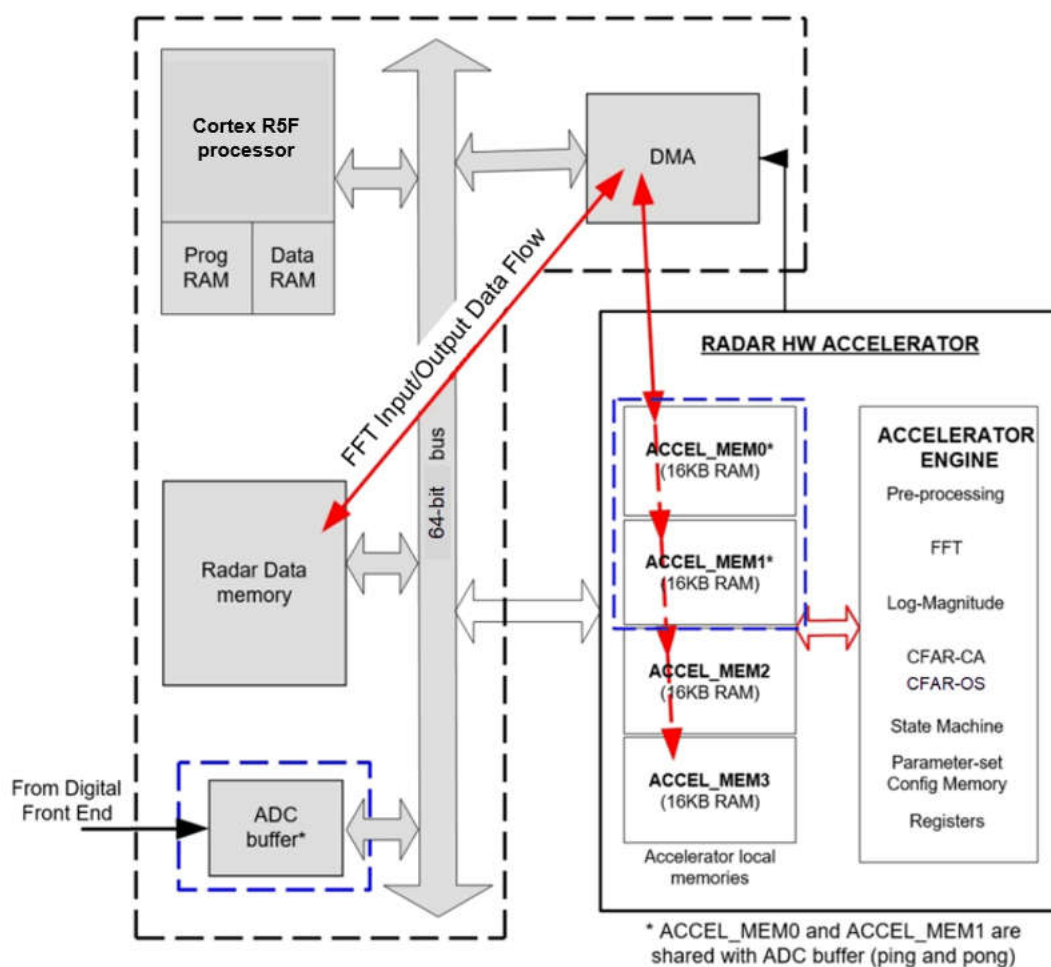 Cortex R5F
processor
Prog
RAM
Data
RAM
DMA
FFT Input/Output Data Flow
64-bit bus
Radar Data
memory
From Digital
Front End
ADC
buffer*
RADAR HW ACCELERATOR
ACCEL_MEM0*
(16KB RAM)
ACCEL_MEM1*
(16KB RAM)
ACCEL_MEM2
(16KB RAM)
ACCEL_MEM3
(16KB RAM)
Accelerator local
memories
ACCELERATOR
ENGINE
Pre-processing
FFT
Log-Magnitude
CFAR-CA
CFAR-OS
State Machine
Parameter-set
Config Memory
Registers
* ACCEL_MEM0 and ACCEL_MEM1 are
shared with ADC buffer (ping and pong)